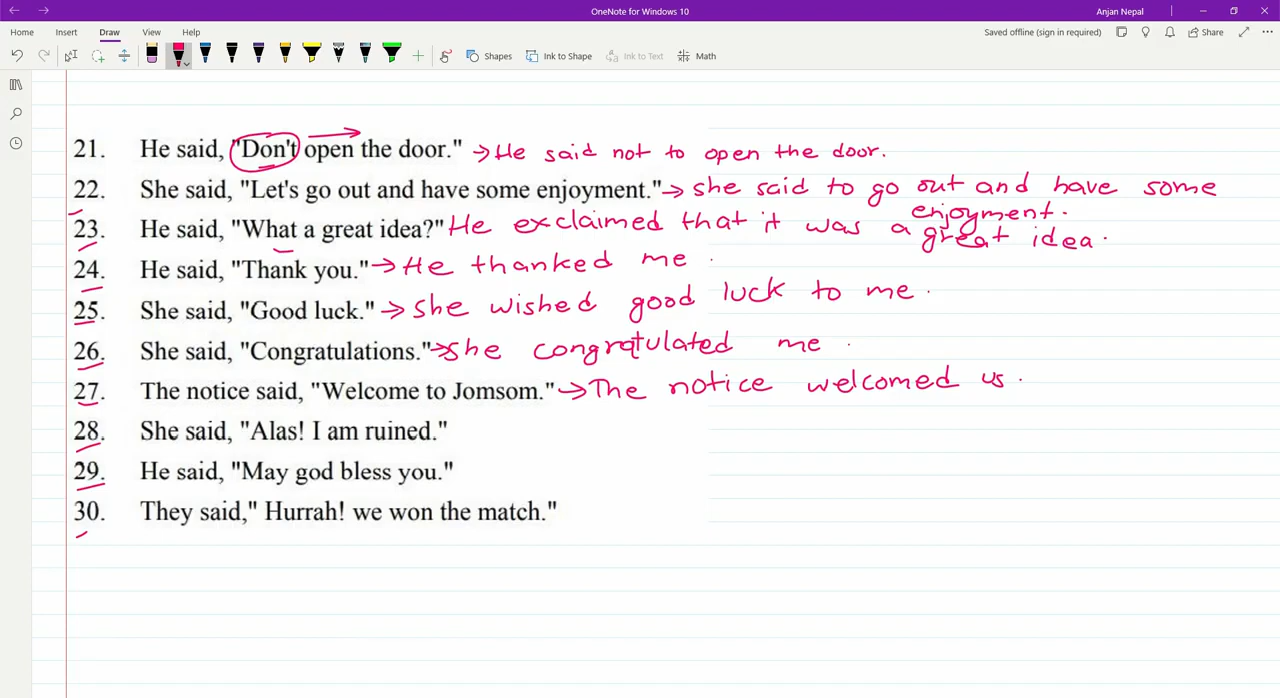 OneNote for Windows 10
Anjan Nepal
Home Insert Draw View Help
Saved offline (sign in required)
Share
Shapes
Ink to Shape
Ink to Text
Math
21. He said, "Don't open the door." → He said not to open the door.
22. She said, "Let's go out and have some enjoyment." → she said to go out and have some
enjoyment.
23. He said, "What a great idea?" He exclaimed that it was a great idea.
24. He said, "Thank you." → He thanked me.
25. She said, "Good luck." → She wished good luck to me.
26. She said, "Congratulations." → She congratulated me.
27. The notice said, "Welcome to Jomsom." → The notice welcomed us.
28. She said, "Alas! I am ruined."
29. He said, "May god bless you."
30. They said," Hurrah! we won the match."